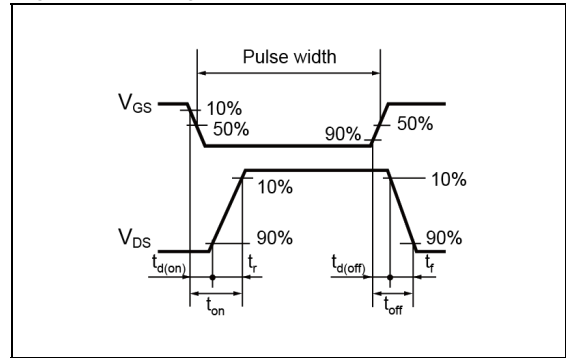 Pulse width
VGS
10%
50%
90%
50%
10%
10%
VDS
90%
90%
td(on)
tr
td(off)
tf
ton
toff